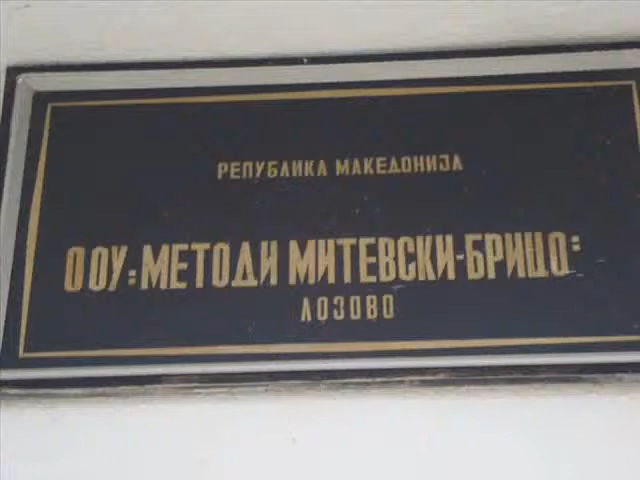 РЕПУБЛИКА МАКЕДОНИЈА
ООУ „МЕТОДИ МИТЕВСКИ-БРИЦО“
ЛОЗОВО